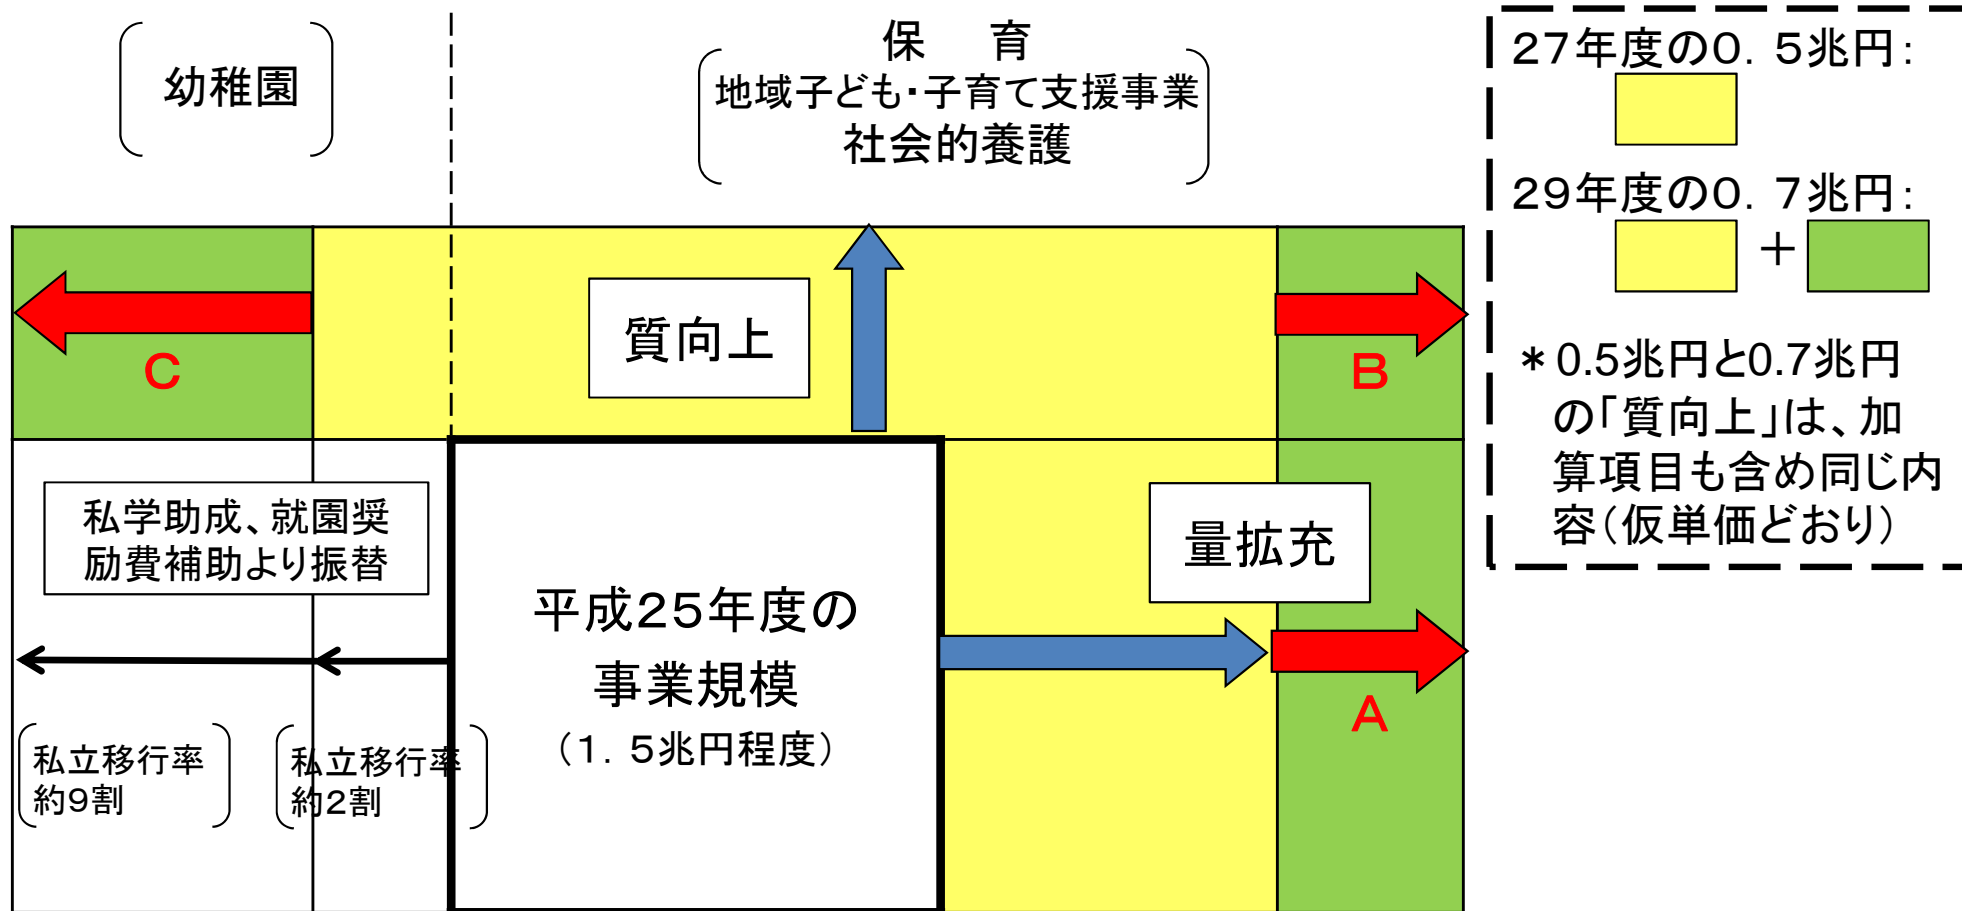 幼稚園
保 育
地域子ども・子育て支援事業
社会的養護
27年度の0.5兆円:
29年度の0.7兆円:
+
*0.5兆円と0.7兆円
の「質向上」は、加
算項目も含め同じ内
容(仮単価どおり)
質向上
C
B
私学助成、就園奨
励費補助より振替
量拡充
平成25年度の
事業規模
(1.5兆円程度)
A
私立移行率
約9割
私立移行率
約2割